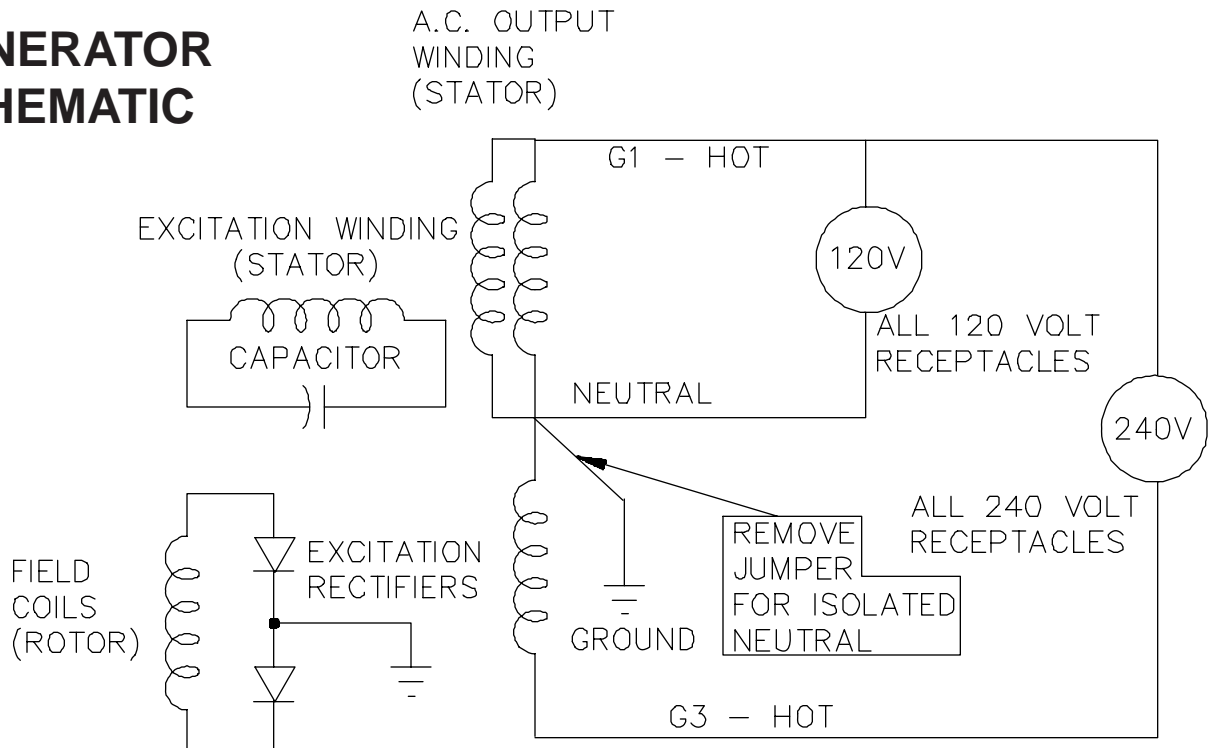 NERATOR
HEMATIC
A.C. OUTPUT
WINDING
(STATOR)
G1 – HOT
EXCITATION WINDING
(STATOR)
120V
ALL 120 VOLT
RECEPTACLES
CAPACITOR
NEUTRAL
240V
ALL 240 VOLT
RECEPTACLES
REMOVE
JUMPER
FOR ISOLATED
NEUTRAL
EXCITATION
RECTIFIERS
FIELD
COILS
(ROTOR)
GROUND
G3 – HOT